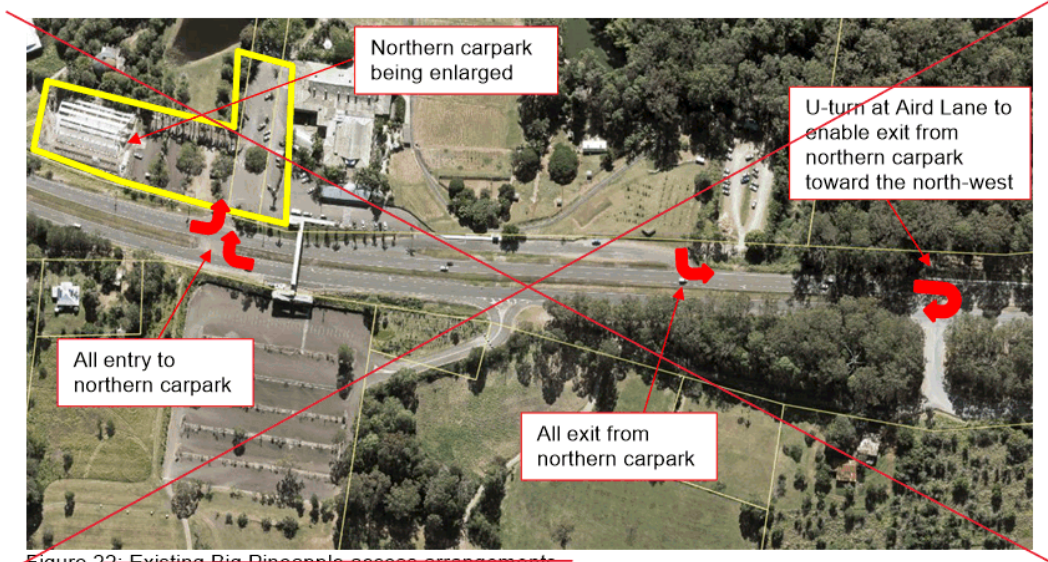 Northern carpark
being enlarged
U-turn at Aird Lane to
enable exit from
northern carpark
toward the north-west
All entry to
northern carpark
All exit from
northern carpark
Figure 22: Existing Big Pineapple access arrangements